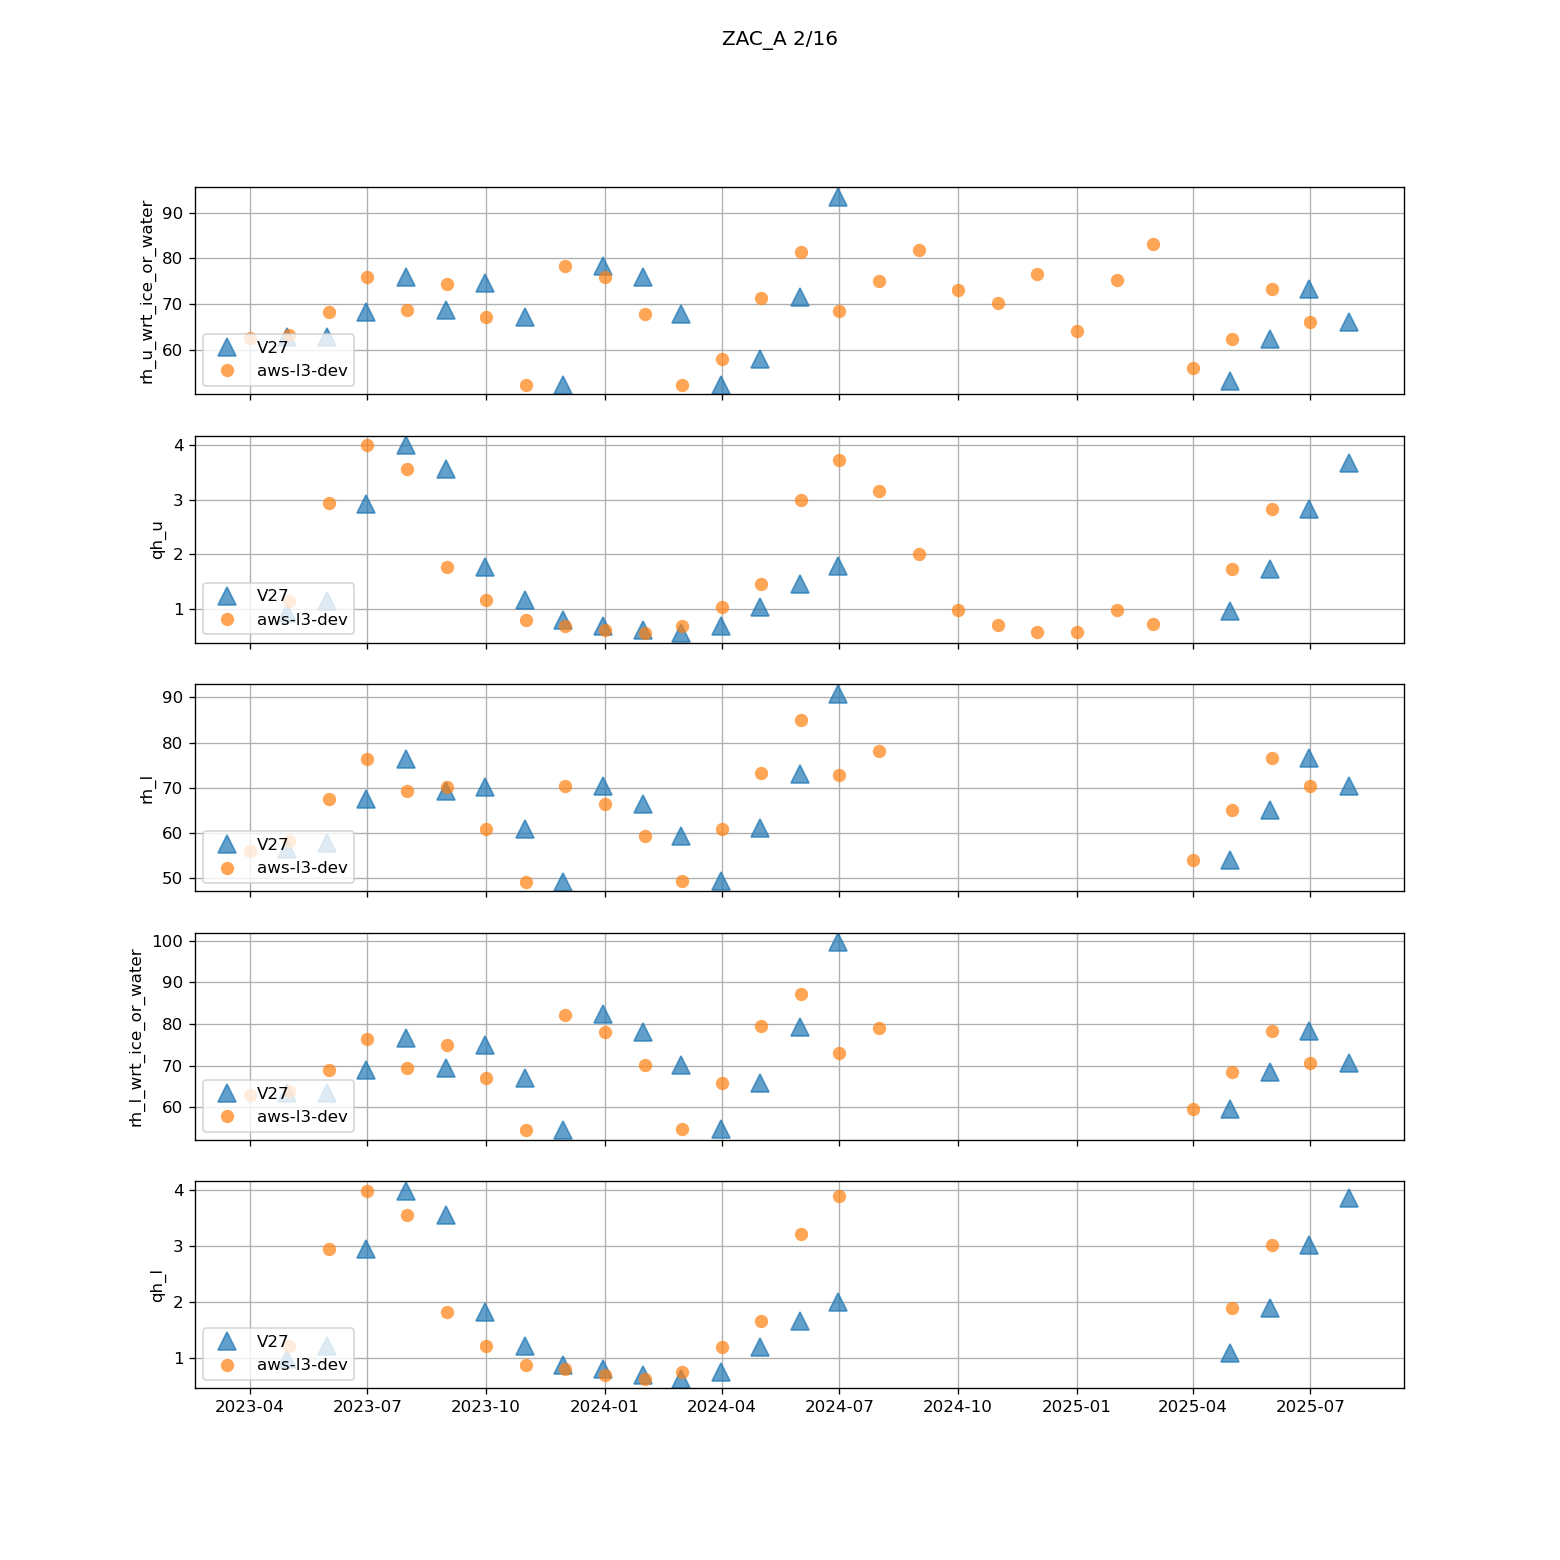 ZAC_A 2/16
rh_u_wrt_ice_or_water
90
80
70
60
V27
aws-l3-dev
qh_u
4
3
2
1
V27
aws-l3-dev
rh_l
90
80
70
60
50
V27
aws-l3-dev
rh_l_wrt_ice_or_water
100
90
80
70
60
V27
aws-l3-dev
qh_l
4
3
2
1
V27
aws-l3-dev
2023-04 2023-07 2023-10 2024-01 2024-04 2024-07 2024-10 2025-01 2025-04 2025-07